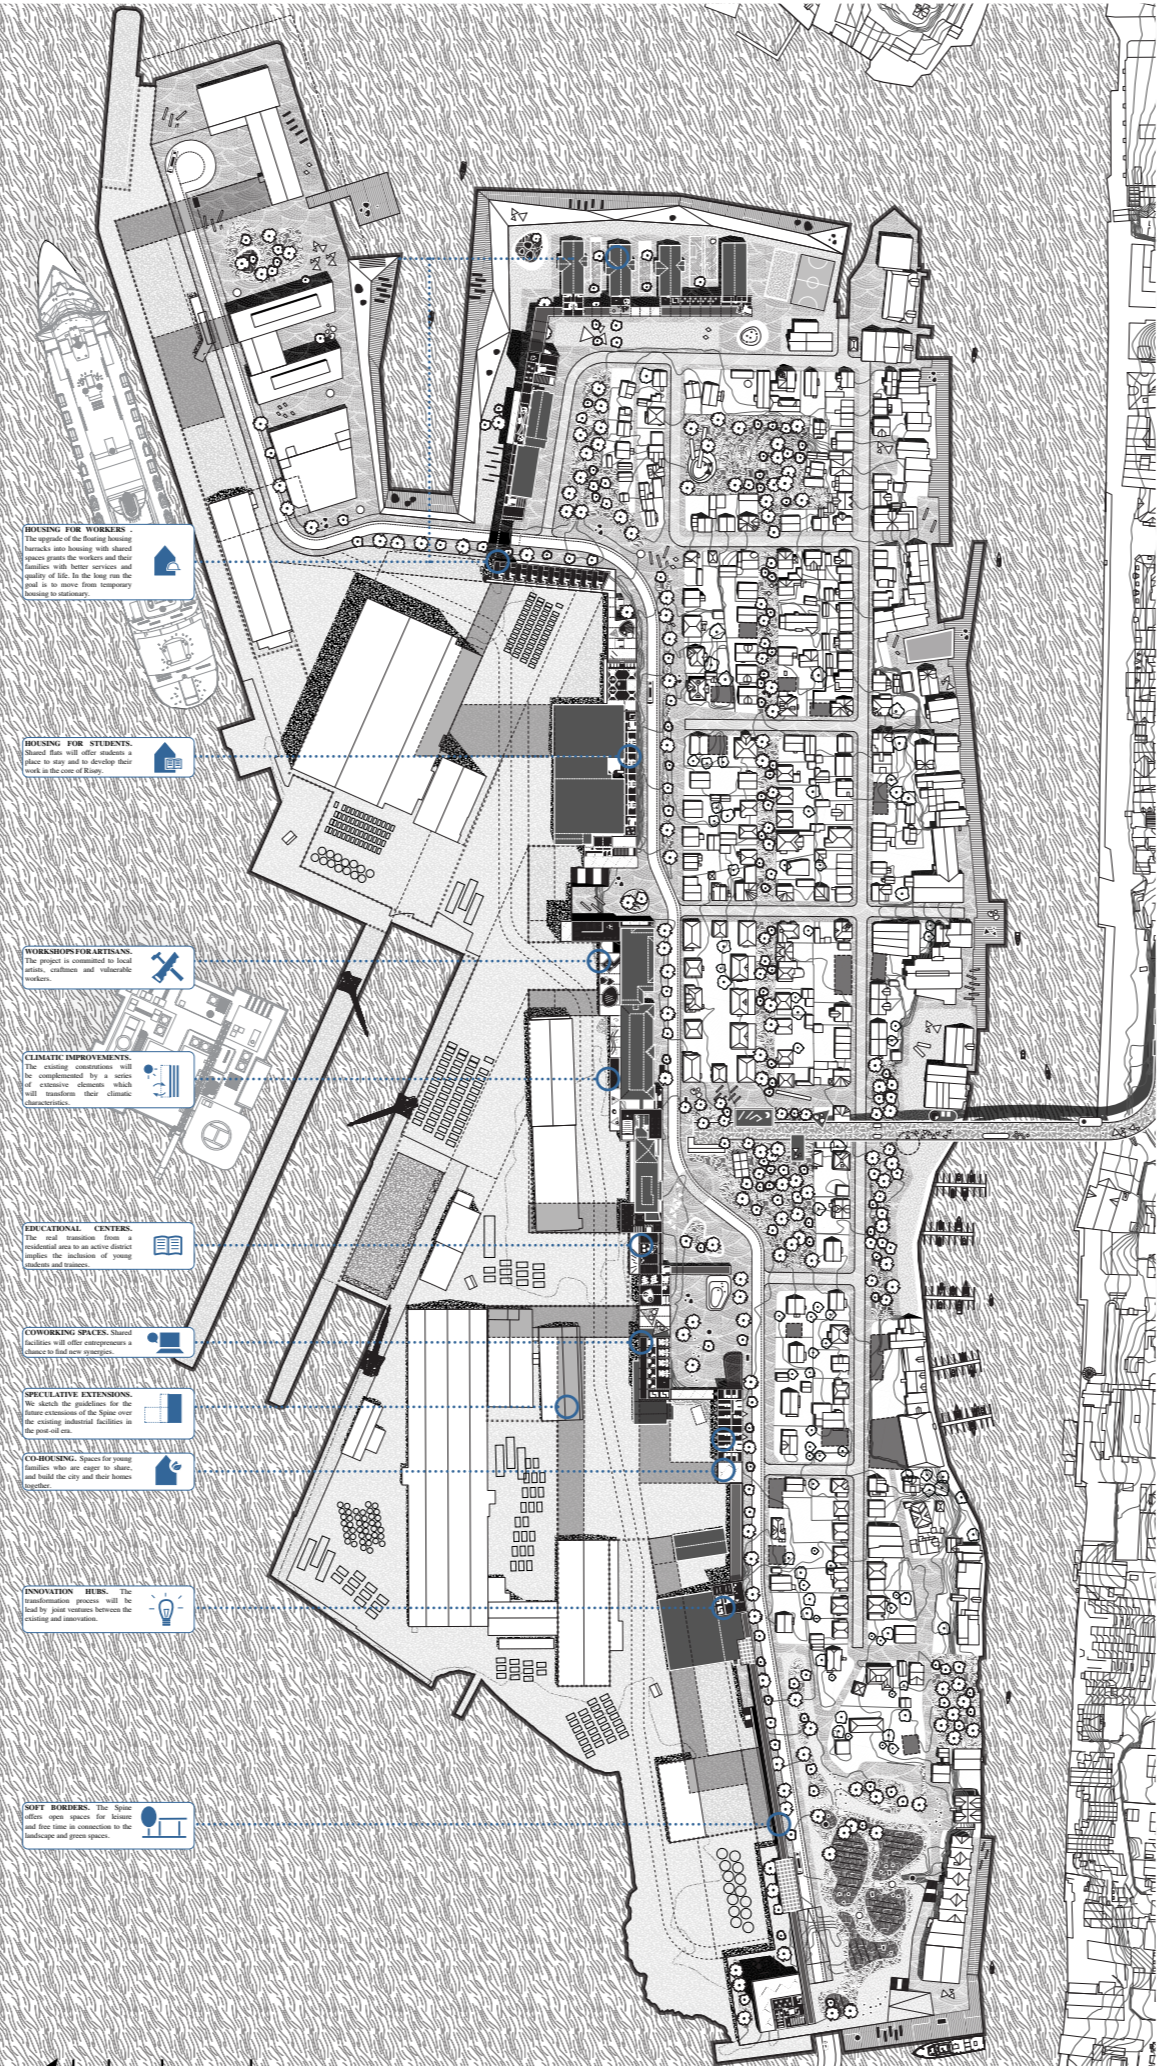 HOUSING FOR WORKERS .
The upgrade of the floating housing
barracks into housing with shared
spaces grants the workers and their
families with better services and
quality of life. In the long run the
goal is to move from temporary
housing to stationary.
HOUSING FOR STUDENTS.
Shared flats will offer students a
place to stay and to develop their
work in the core of Risøy.
WORKSHOPS FOR ARTISANS.
The project is committed to local
artists, craftmen and vulnerable
workers.
CLIMATIC IMPROVEMENTS.
The existing construtions will
be complemented by a series
of extensive elements which
will transform their climatic
characteristics.
EDUCATIONAL CENTERS.
The real transition from a
residential area to an active district
implies the inclusion of young
students and trainees.
COWORKING SPACES. Shared
facilities will offer entrepreneurs a
chance to find new synergies.
SPECULATIVE EXTENSIONS.
We sketch the guidelines for the
future extensions of the Spine over
the existing industrial facilities in
the post-oil era.
CO-HOUSING. Spaces for young
families who are eager to share,
and build the city and their homes
together.
INNOVATION HUBS. The
transformation process will be
lead by joint ventures between the
existing and innovation.
SOFT BORDERS. The Spine
offers open spaces for leisure
and free time in connection to the
landscape and green spaces.